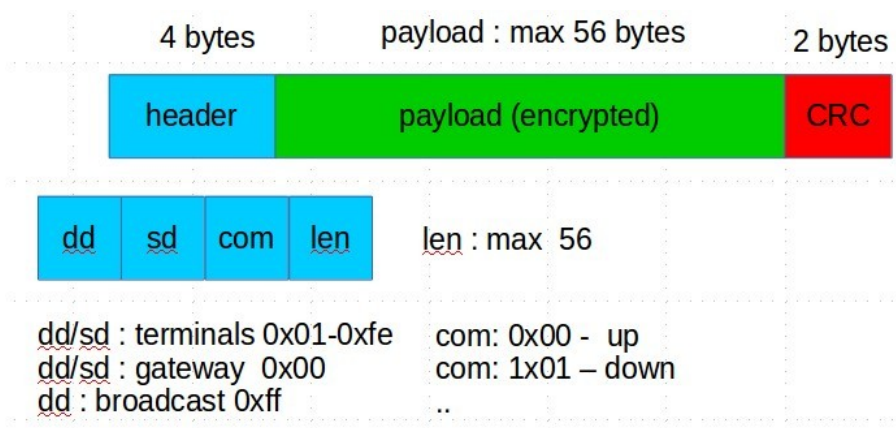 4 bytes payload : max 56 bytes 2 bytes
header payload (encrypted) CRC
dd sd com len len : max 56
dd/sd : terminals 0x01-0xfe
dd/sd : gateway 0x00
dd : broadcast 0xff
com: 0x00 - up
com: 1x01 – down
..